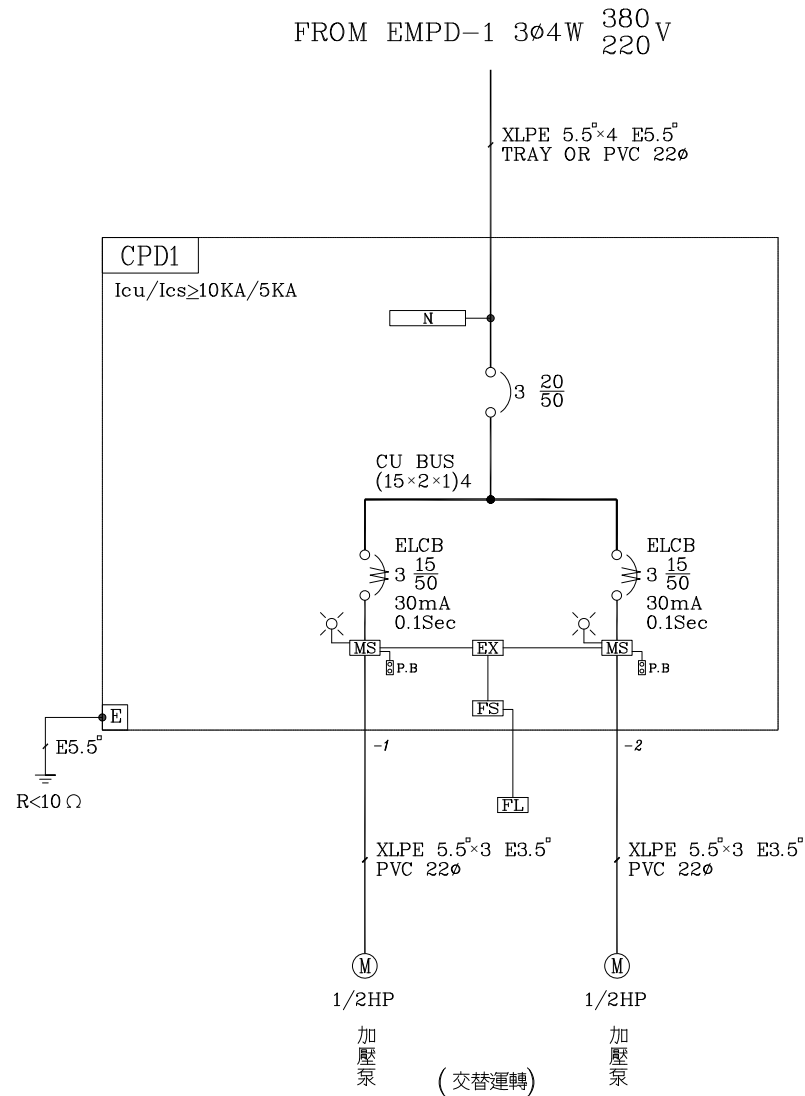 FROM EMPD-1 3ø4W 380/220 V
XLPE 5.5□×4 E5.5□
TRAY OR PVC 22ø
CPD1
Icu/Ics≥10KA/5KA
N
3 20/50
CU BUS
(15×2×1)4
ELCB
3 15/50
30mA
0.1Sec
ELCB
3 15/50
30mA
0.1Sec
MS
EX
MS
P.B
P.B
FS
E
-1
-2
E5.5□
R<10Ω
FL
XLPE 5.5□×3 E3.5□
PVC 22ø
XLPE 5.5□×3 E3.5□
PVC 22ø
M
M
1/2HP
1/2HP
加壓泵
(交替運轉)
加壓泵